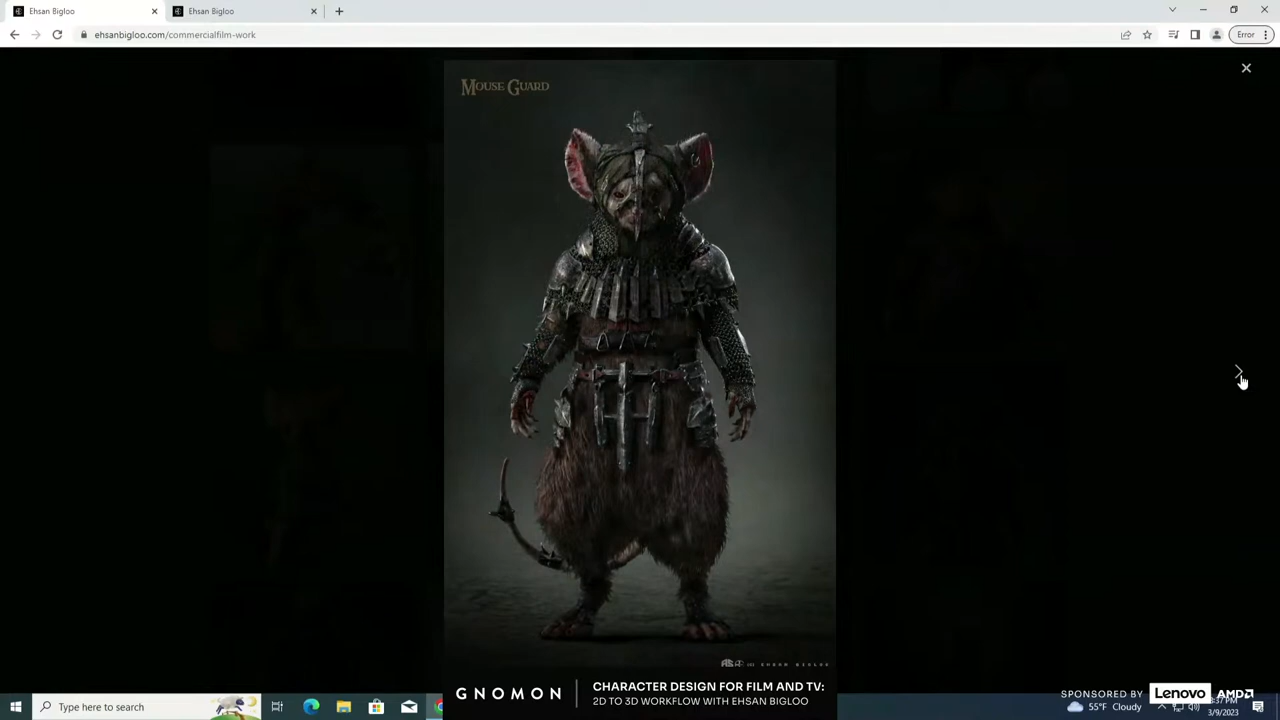 Ehsan Bigloo
Ehsan Bigloo
ehsanbigloo.com/commercialfilm-work
Error
MOUSE GUARD
EHSAN BIGLOO
GNOMON
CHARACTER DESIGN FOR FILM AND TV:
2D TO 3D WORKFLOW WITH EHSAN BIGLOO
SPONSORED BY Lenovo AMD
Type here to search
55°F Cloudy
3/9/2023